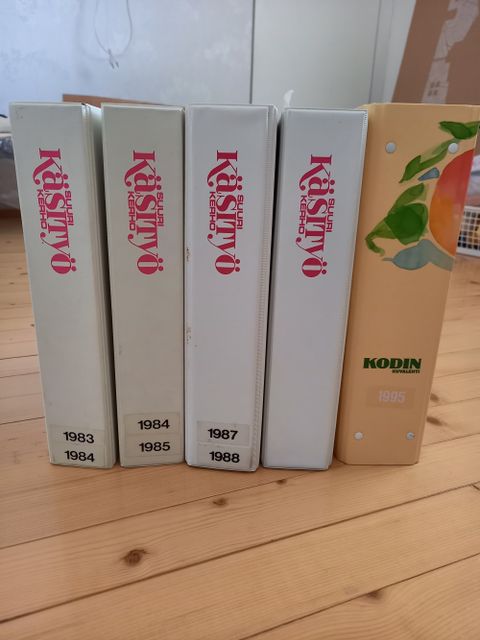 SUURI
Käsityö
KERHO
1983
1984
SUURI
Käsityö
KERHO
1984
1985
SUURI
Käsityö
KERHO
1987
1988
SUURI
Käsityö
KERHO
KODIN
KUVALEHTI
1995